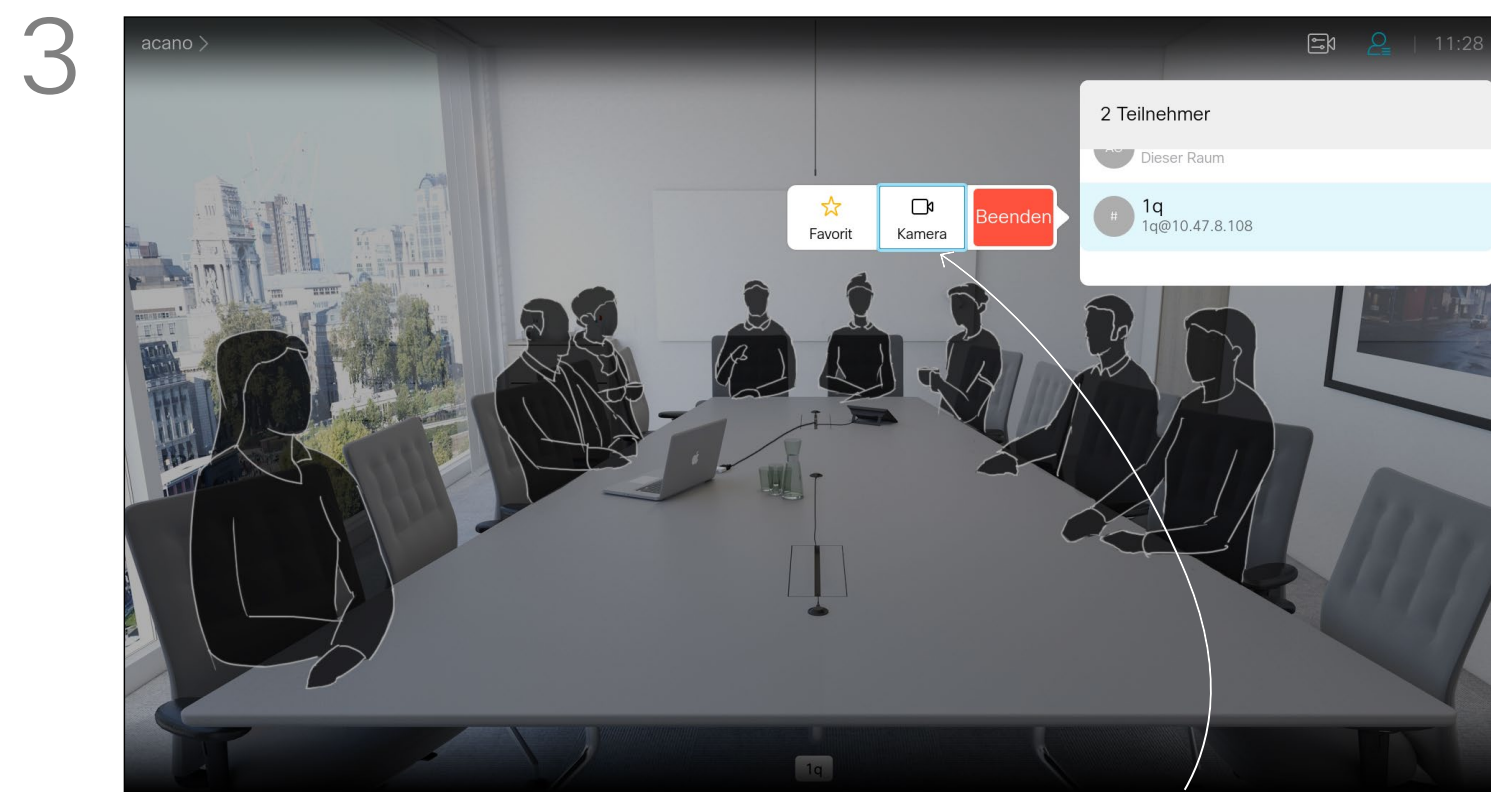 3
acano >
11:28
2 Teilnehmer
Dieser Raum
Favorit
Kamera
Beenden
#
1q
1q@10.47.8.108
1q